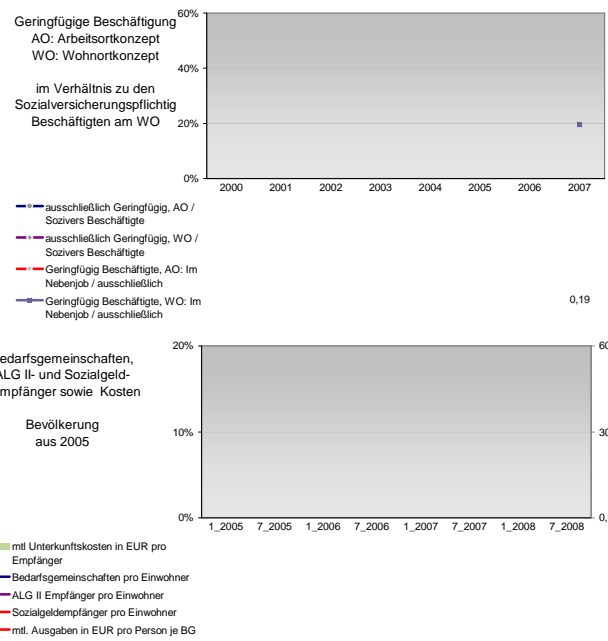 Geringfügige Beschäftigung
AO: Arbeitsortkonzept
WO: Wohnortkonzept
im Verhältnis zu den
Sozialversicherungspflichtig
Beschäftigten am WO
60%
40%
20%
0%
2000 2001 2002 2003 2004 2005 2006 2007
ausschließlich Geringfügig, AO /
Sozivers Beschäftigte
ausschließlich Geringfügig, WO /
Sozivers Beschäftigte
Geringfügig Beschäftigte, AO: Im
Nebenjob / ausschließlich
Geringfügig Beschäftigte, WO: Im
Nebenjob / ausschließlich
0,19
edarfsgemeinschaften,
ALG II- und Sozialgeld-
mpfänger sowie Kosten
Bevölkerung
aus 2005
20%
10%
0%
60
30
0,
1_2005 7_2005 1_2006 7_2006 1_2007 7_2007 1_2008 7_2008
mtl Unterkunftskosten in EUR pro
Empfänger
Bedarfsgemeinschaften pro Einwohner
ALG II Empfänger pro Einwohner
Sozialgeldempfänger pro Einwohner
mtl. Ausgaben in EUR pro Person je BG